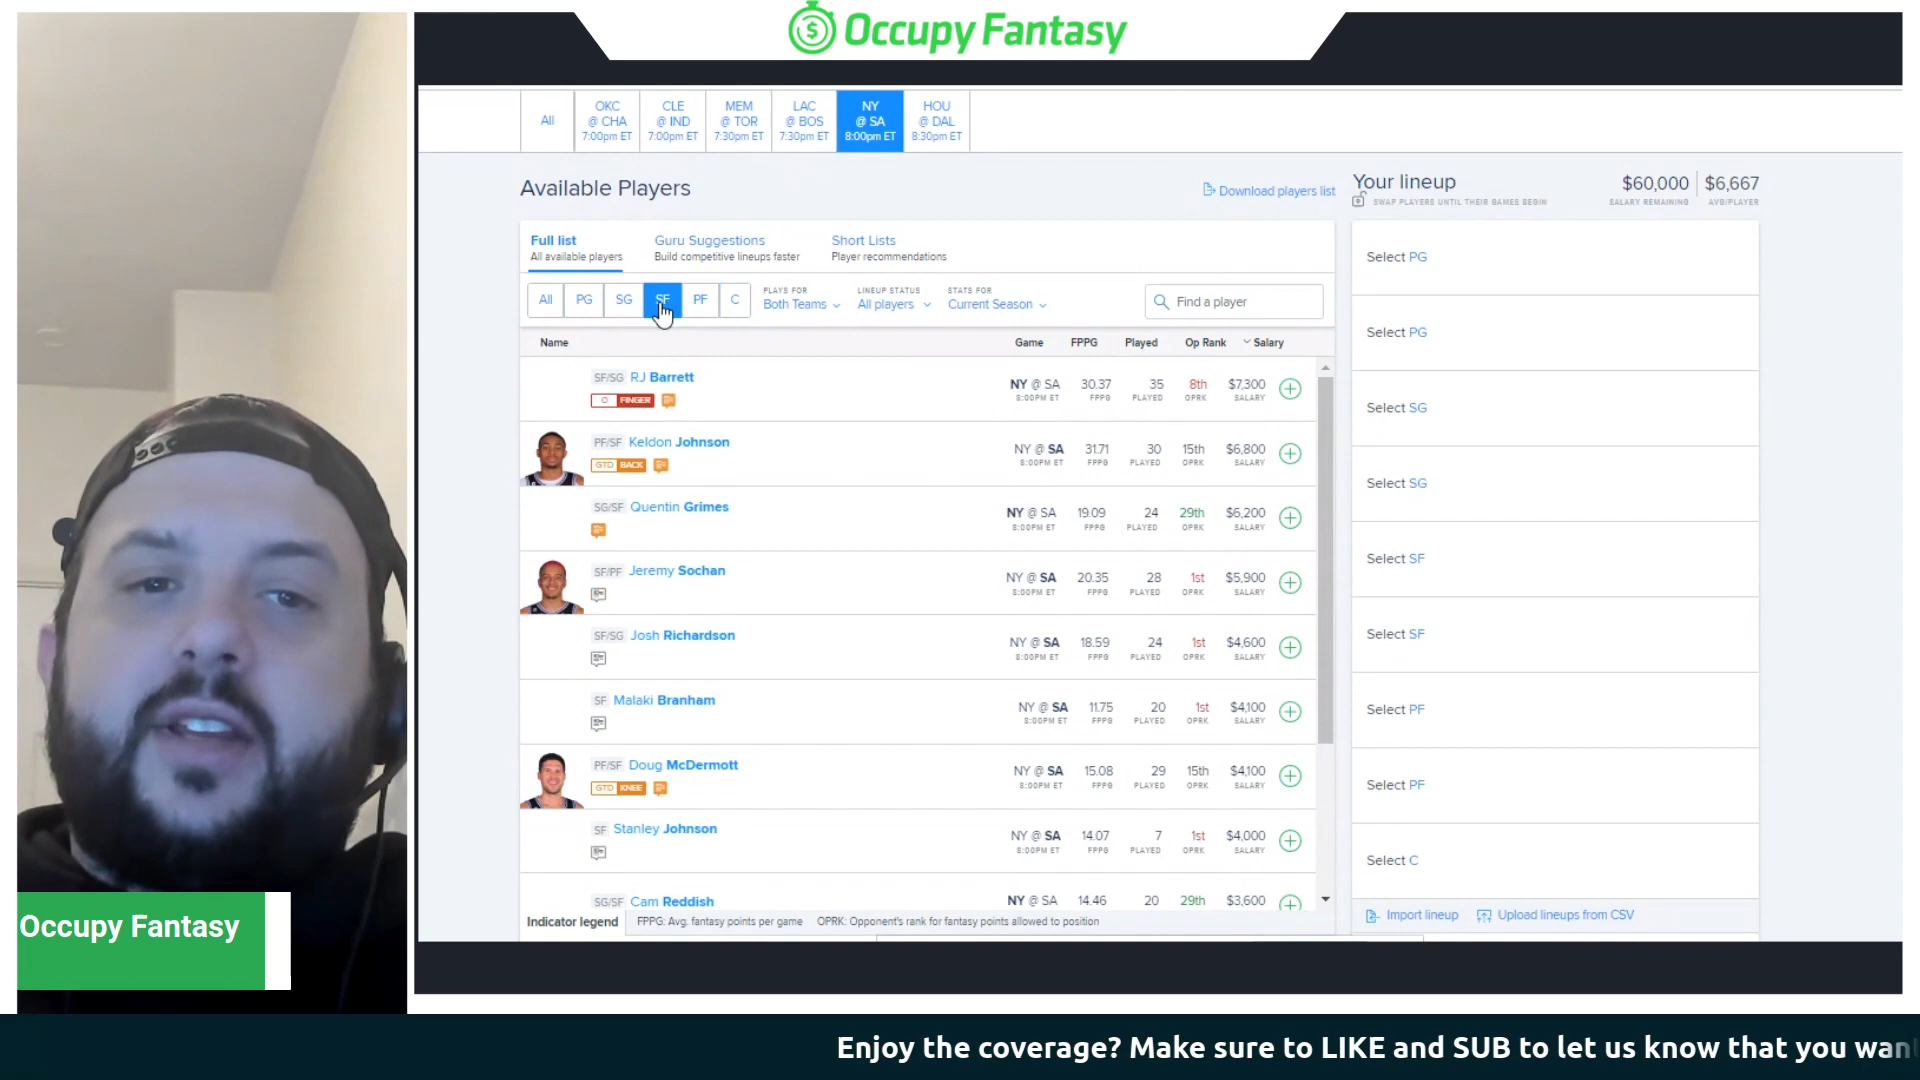 Occupy Fantasy
All
OKC @ CHA 7:00pm ET
CLE @ IND 7:00pm ET
MEM @ TOR 7:30pm ET
LAC @ BOS 7:30pm ET
NY @ SA 8:00pm ET
HOU @ DAL 8:30pm ET
Available Players
Download players list
Full list
All available players
Guru Suggestions
Build competitive lineups faster
Short Lists
Player recommendations
All PG SG SF PF C
PLAYS FOR
Both Teams
LINEUP STATUS
All players
STATS FOR
Current Season
Find a player
Name Game FPPG Played Op Rank Salary
SF/SG RJ Barrett NY @ SA 30.37 35 8th $7,300
O FINGER 8:00PM ET FPPG PLAYED OPRK SALARY
PF/SF Keldon Johnson NY @ SA 31.71 30 15th $6,800
GTD BACK 8:00PM ET FPPG PLAYED OPRK SALARY
SG/SF Quentin Grimes NY @ SA 19.09 24 29th $6,200
8:00PM ET FPPG PLAYED OPRK SALARY
SF/PF Jeremy Sochan NY @ SA 20.35 28 1st $5,900
8:00PM ET FPPG PLAYED OPRK SALARY
SF/SG Josh Richardson NY @ SA 18.59 24 1st $4,600
8:00PM ET FPPG PLAYED OPRK SALARY
SF Malaki Branham NY @ SA 11.75 20 1st $4,100
8:00PM ET FPPG PLAYED OPRK SALARY
PF/SF Doug McDermott NY @ SA 15.08 29 15th $4,100
GTD KNEE 8:00PM ET FPPG PLAYED OPRK SALARY
SF Stanley Johnson NY @ SA 14.07 7 1st $4,000
8:00PM ET FPPG PLAYED OPRK SALARY
SG/SF Cam Reddish NY @ SA 14.46 20 29th $3,600
Indicator legend FPPG: Avg. fantasy points per game OPRK: Opponent's rank for fantasy points allowed to position
Your lineup
SWAP PLAYERS UNTIL THEIR GAMES BEGIN
$60,000 $6,667
SALARY REMAINING AVG/PLAYER
Select PG
Select PG
Select SG
Select SG
Select SF
Select SF
Select PF
Select PF
Select C
Import lineup Upload lineups from CSV
Occupy Fantasy
Enjoy the coverage? Make sure to LIKE and SUB to let us know that you wan